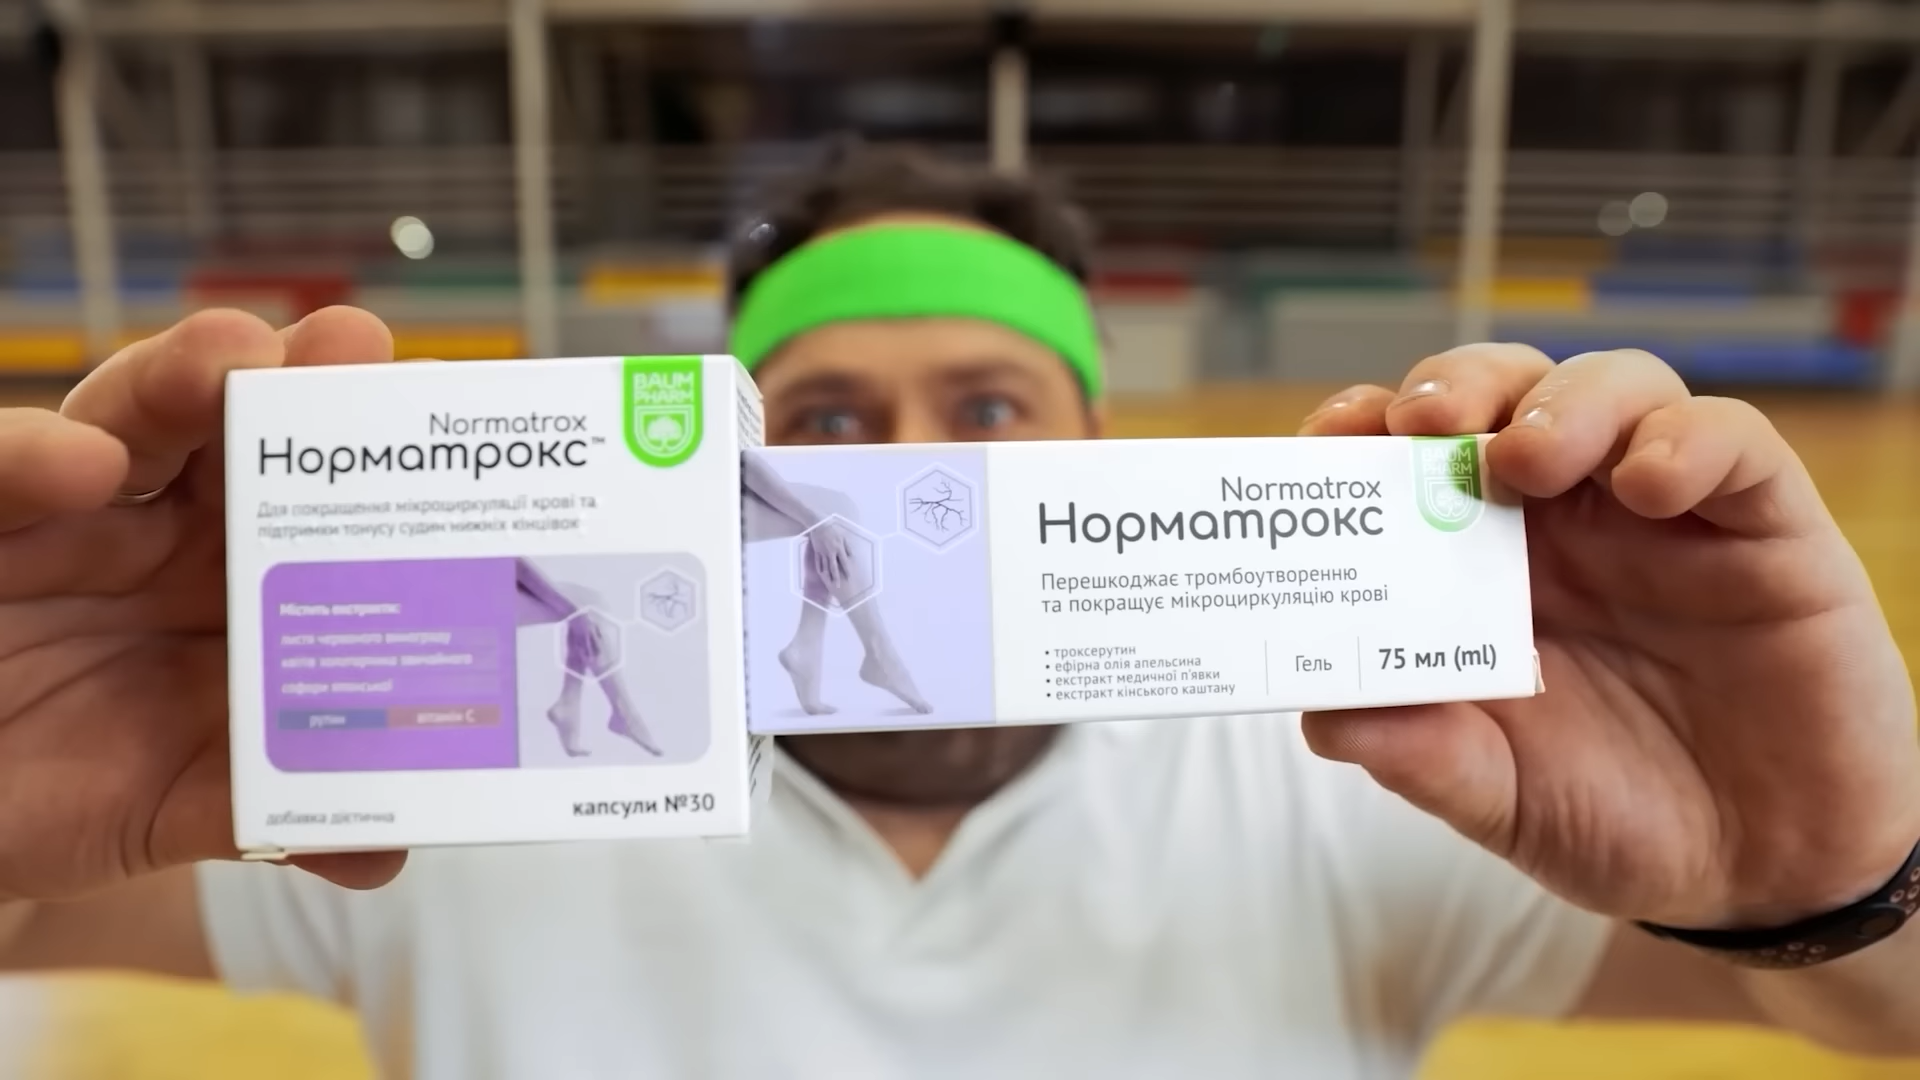 Normatrox
Норматрокс™
BAUM
PHARM
Для покращення мікроциркуляції крові та
підтримки тонусу судин нижніх кінцівок
Містить екстракти:
листя червоного винограду
квітів золотарника звичайного
софори японської
рутин
вітамін С
добавка дієтична
капсули №30
Normatrox
Норматрокс
BAUM
PHARM
Перешкоджає тромбоутворенню
та покращує мікроциркуляцію крові
• троксерутин
• ефірна олія апельсина
• екстракт медичної п'явки
• екстракт кінського каштану
Гель
75 мл (ml)